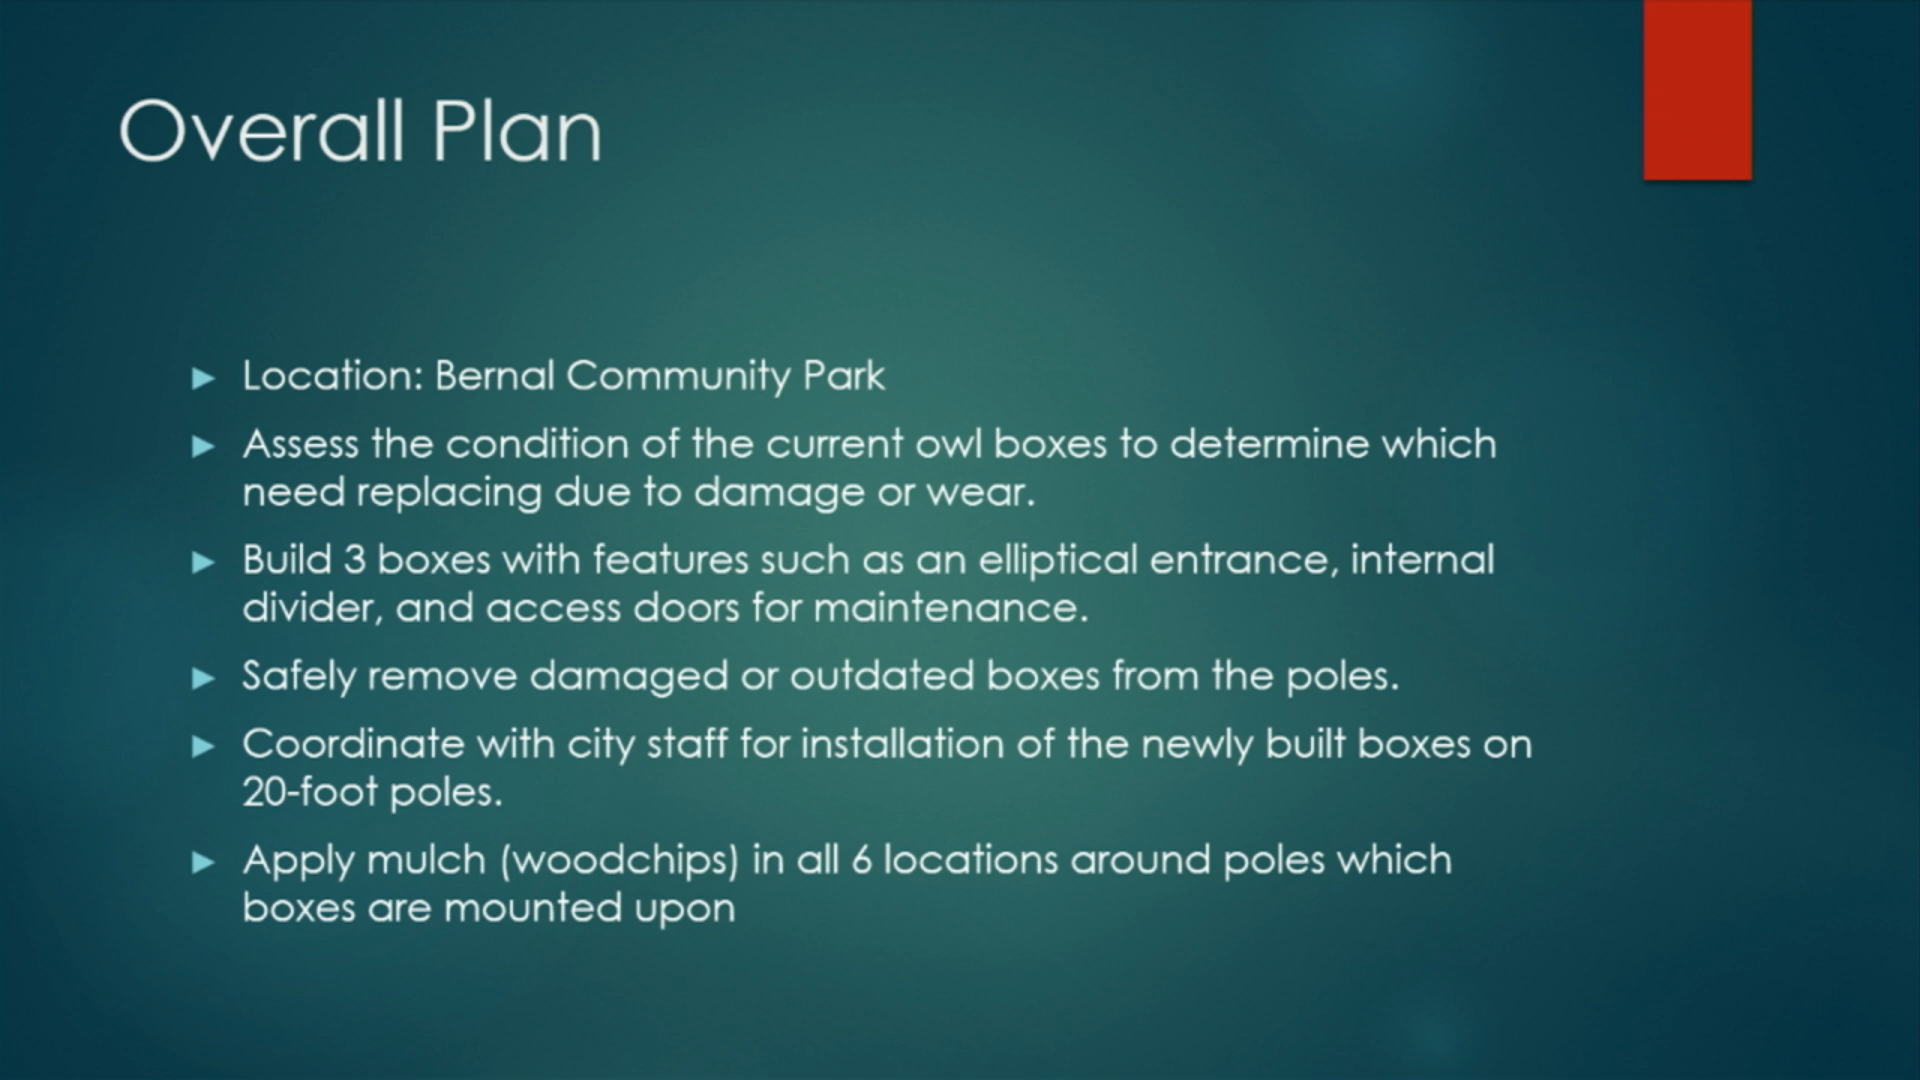 Overall Plan
Location: Bernal Community Park
Assess the condition of the current owl boxes to determine which
need replacing due to damage or wear.
Build 3 boxes with features such as an elliptical entrance, internal
divider, and access doors for maintenance.
Safely remove damaged or outdated boxes from the poles.
Coordinate with city staff for installation of the newly built boxes on
20-foot poles.
Apply mulch (woodchips) in all 6 locations around poles which
boxes are mounted upon